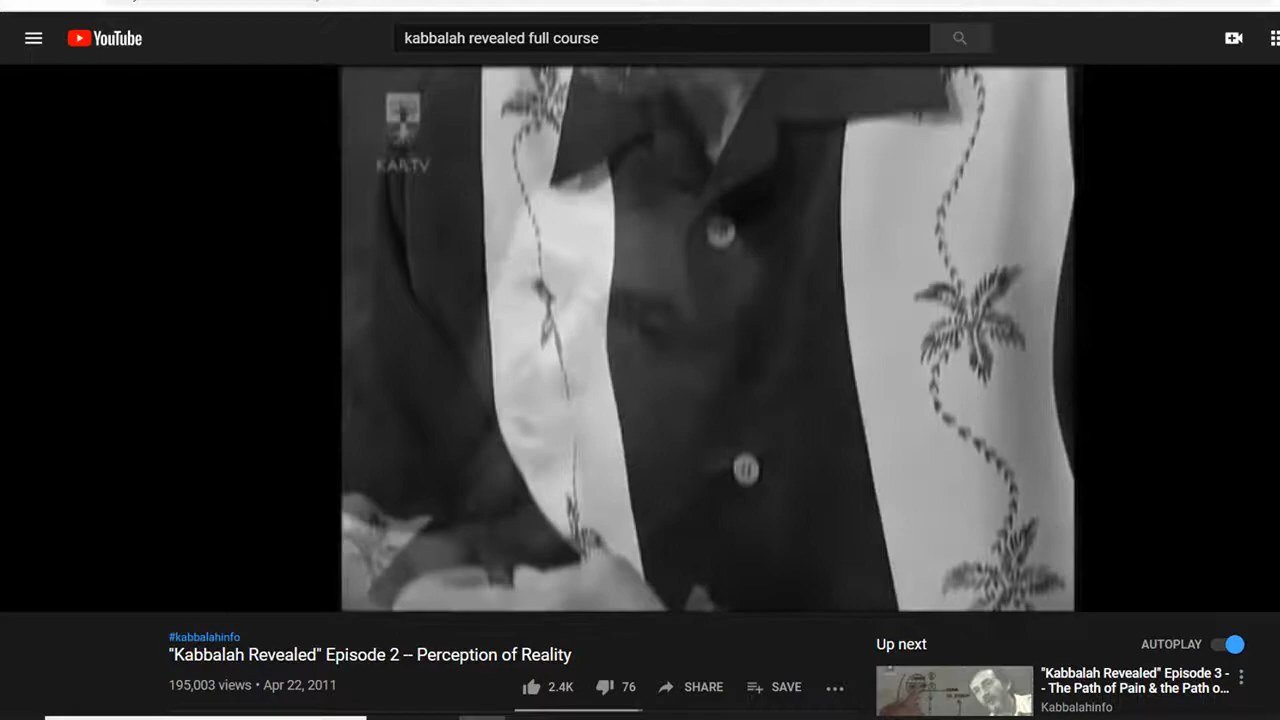 YouTube
kabbalah revealed full course
KAB.TV
#kabbalahinfo
"Kabbalah Revealed" Episode 2 -- Perception of Reality
195,003 views • Apr 22, 2011
2.4K
76
SHARE
SAVE
Up next
AUTOPLAY
"Kabbalah Revealed" Episode 3 -
- The Path of Pain & the Path o...
Kabbalahinfo